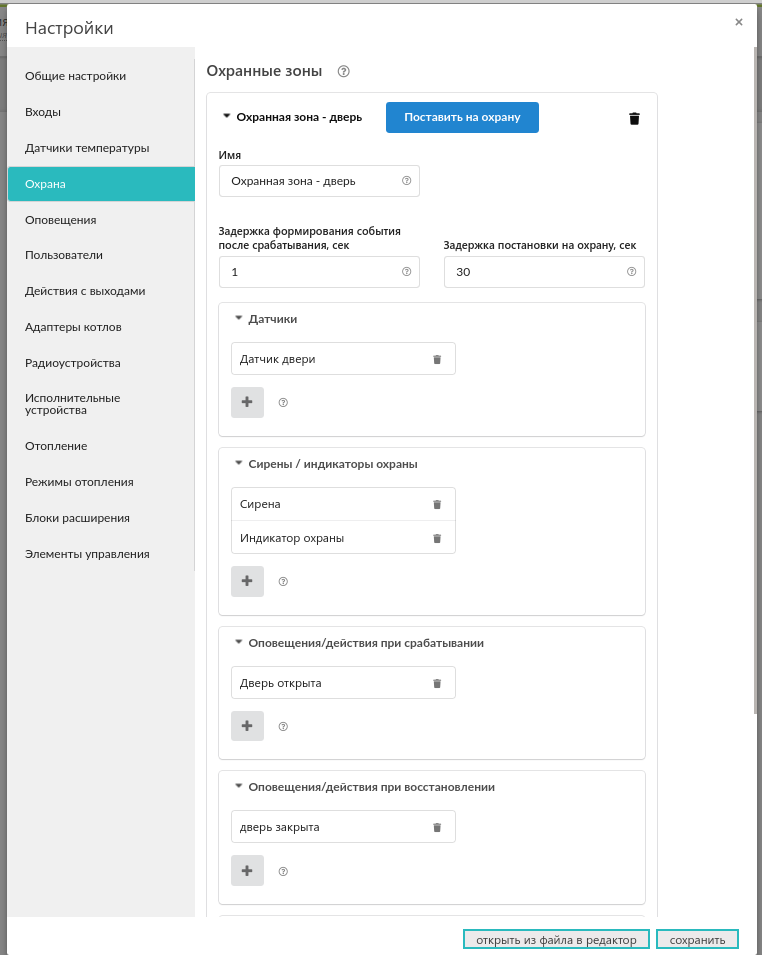 Настройки
Общие настройки
Входы
Датчики температуры
Охрана
Оповещения
Пользователи
Действия с выходами
Адаптеры котлов
Радиоустройства
Исполнительные
устройства
Отопление
Режимы отопления
Блоки расширения
Элементы управления
Охранные зоны
Охранная зона - дверь
Поставить на охрану
Имя
Охранная зона - дверь
Задержка формирования события
после срабатывания, сек
1
Задержка постановки на охрану, сек
30
Датчики
Датчик двери
Сирены / индикаторы охраны
Сирена
Индикатор охраны
Оповещения/действия при срабатывании
Дверь открыта
Оповещения/действия при восстановлении
дверь закрыта
открыть из файла в редактор
сохранить